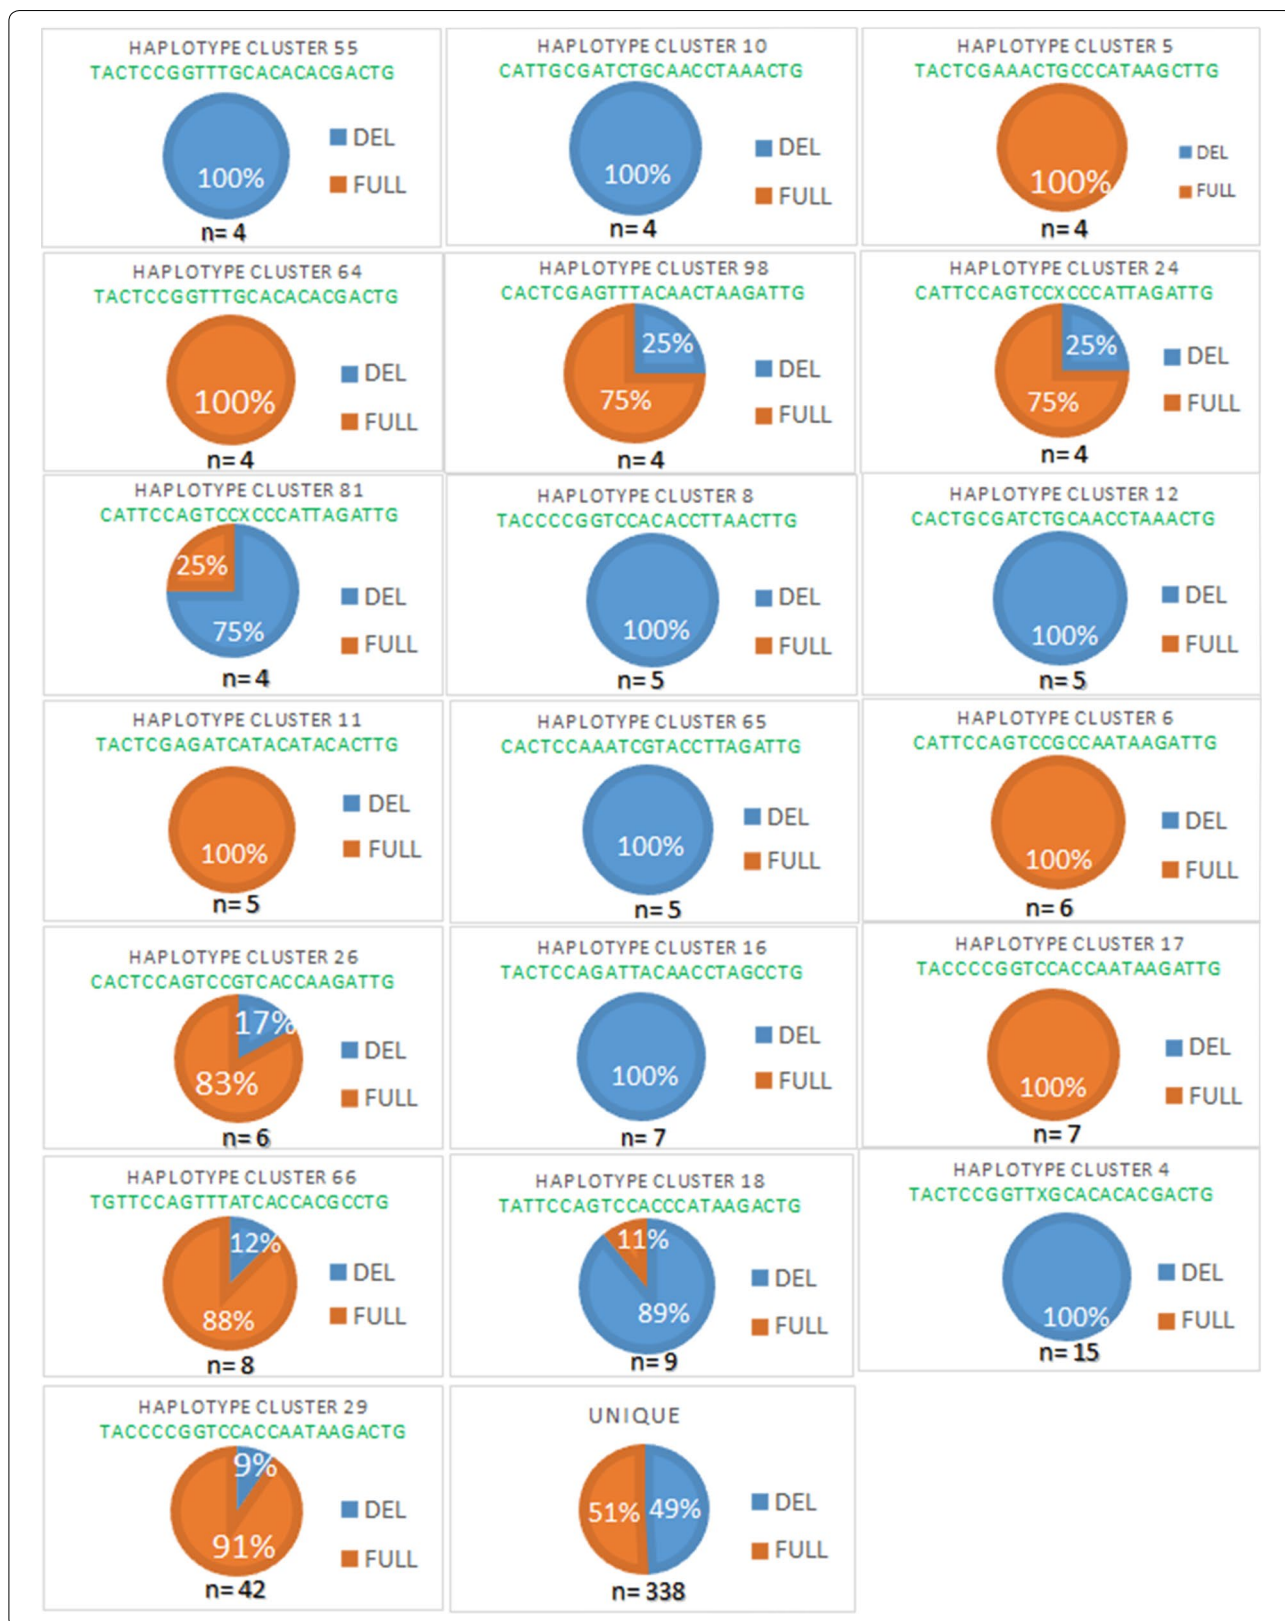 HAPLOTYPE CLUSTER 55
TACTCCGGTTTGCACACACGACTG
100%
DEL
FULL
n= 4
HAPLOTYPE CLUSTER 10
CATTGCGATCTGCAACCTAAACTG
100%
DEL
FULL
n= 4
HAPLOTYPE CLUSTER 5
TACTCGAAACTGCCCATAAGCTTG
100%
DEL
FULL
n= 4
HAPLOTYPE CLUSTER 64
TACTCCGGTTTGCACACACGACTG
100%
DEL
FULL
n= 4
HAPLOTYPE CLUSTER 98
CACTCGAGTTTACAACTAAGATTG
25%
75%
DEL
FULL
n= 4
HAPLOTYPE CLUSTER 24
CATTCCAGTCCXCCCATTAGATTG
25%
75%
DEL
FULL
n= 4
HAPLOTYPE CLUSTER 81
CATTCCAGTCCXCCCATTAGATTG
25%
75%
DEL
FULL
n= 4
HAPLOTYPE CLUSTER 8
TACCCCGGTCCACACCTTAACTTG
100%
DEL
FULL
n= 5
HAPLOTYPE CLUSTER 12
CACTGCGATCTGCAACCTAAACTG
100%
DEL
FULL
n= 5
HAPLOTYPE CLUSTER 11
TACTCGAGATCATACATACACTTG
100%
DEL
FULL
n= 5
HAPLOTYPE CLUSTER 65
CACTCCAAATCGTACCTTAGATTG
100%
DEL
FULL
n= 5
HAPLOTYPE CLUSTER 6
CATTCCAGTCCGCCAATAAGATTG
100%
DEL
FULL
n= 6
HAPLOTYPE CLUSTER 26
CACTCCAGTCCGTCACCAAGATTG
17%
83%
DEL
FULL
n= 6
HAPLOTYPE CLUSTER 16
TACTCCAGATTACAACCTAGCCTG
100%
DEL
FULL
n= 7
HAPLOTYPE CLUSTER 17
TACCCCGGTCCACCAATAAGATTG
100%
DEL
FULL
n= 7
HAPLOTYPE CLUSTER 66
TGTTCCAGTTTATCACCACGCCTG
12%
88%
DEL
FULL
n= 8
HAPLOTYPE CLUSTER 18
TATTCCAGTCCACCCATAAGACTG
11%
89%
DEL
FULL
n= 9
HAPLOTYPE CLUSTER 4
TACTCCGGTTXGCACACACGACTG
100%
DEL
FULL
n= 15
HAPLOTYPE CLUSTER 29
TACCCCGGTCCACCAATAAGACTG
9%
91%
DEL
FULL
n= 42
UNIQUE
51%
49%
DEL
FULL
n= 338